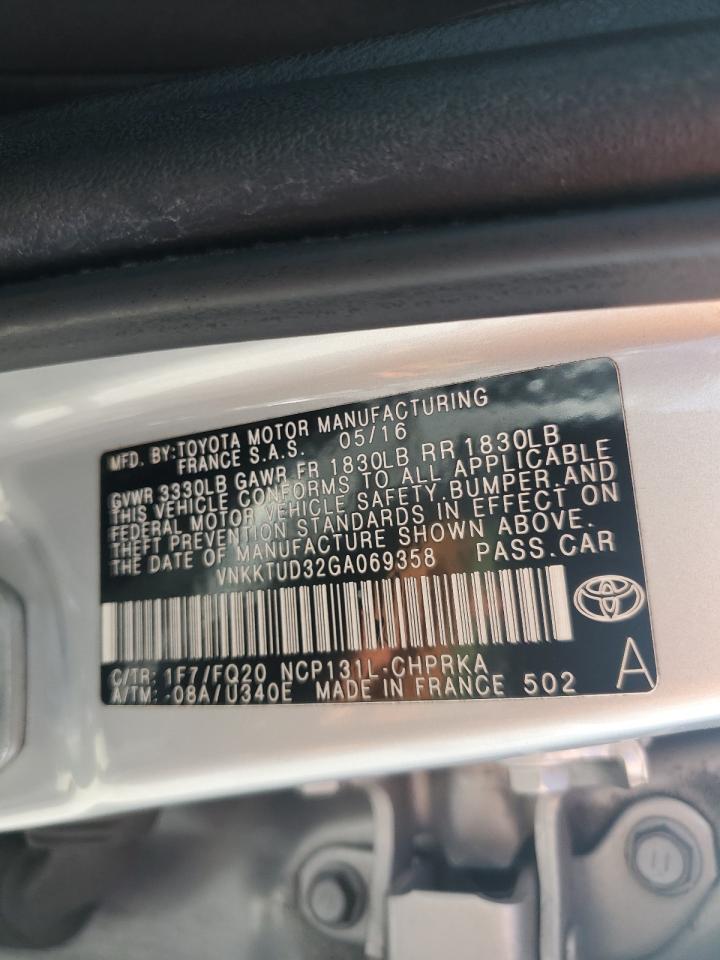 MFD. BY:TOYOTA MOTOR MANUFACTURING
FRANCE S.A.S. 05/16
GVWR 3330LB GAWR FR 1830LB RR 1830LB
THIS VEHICLE CONFORMS TO ALL APPLICABLE
FEDERAL MOTOR VEHICLE SAFETY,BUMPER,AND
THEFT PREVENTION STANDARDS IN EFFECT ON
THE DATE OF MANUFACTURE SHOWN ABOVE.
VNKKTUD32GA069358 PASS.CAR
C/TR: 1F7/FQ20 NCP131L-CHPRKA
A/TM: -08A/U340E MADE IN FRANCE 502 A